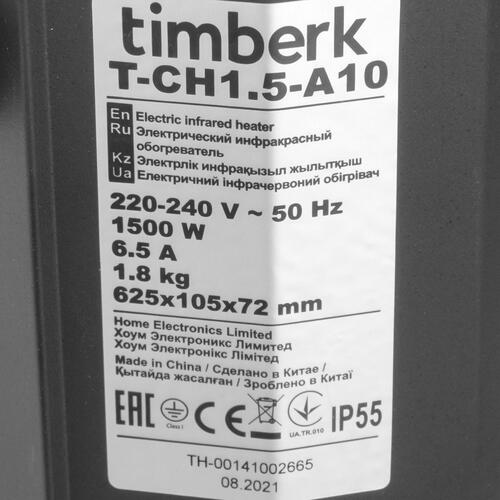 timberk
T-CH1.5-A10
En Electric infrared heater
Ru Электрический инфракрасный
обогреватель
Kz Электрлік инфрақызыл жылытқыш
Ua Електричний інфрачервоний обігрівач
220-240 V ~ 50 Hz
1500 W
6.5 A
1.8 kg
625x105x72 mm
Home Electronics Limited
Хоум Электроникс Лимитед
Хоум Электронікс Лімітед
Made in China / Сделано в Китае /
Қытайда жасалған / Зроблено в Китаї
EAC Class I CE UA.TR.010 IP55
TH-00141002665
08.2021